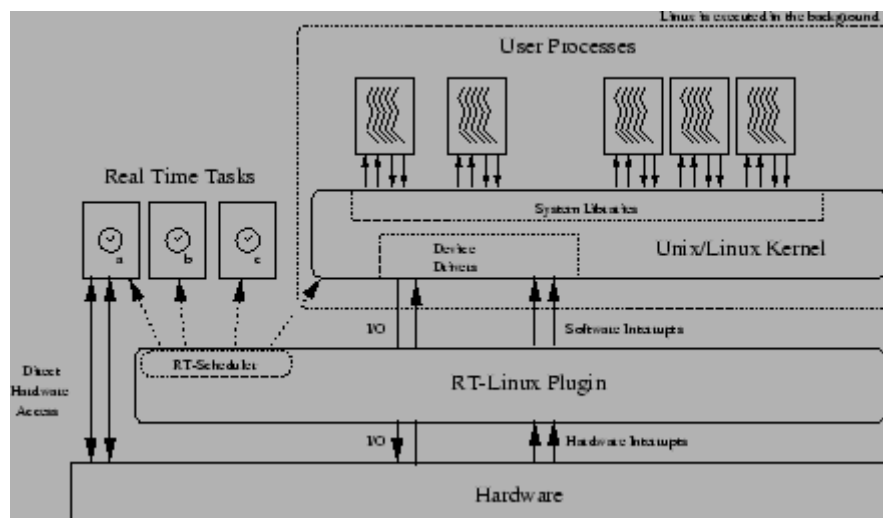 Linux is executed in the background
User Processes
Real Time Tasks
a
b
c
System Libraries
Unix/Linux Kernel
Device
Drivers
I/O
Software Interrupts
RT-Scheduler
Direct
Hardware
Access
RT-Linux Plugin
I/O
Hardware Interrupts
Hardware